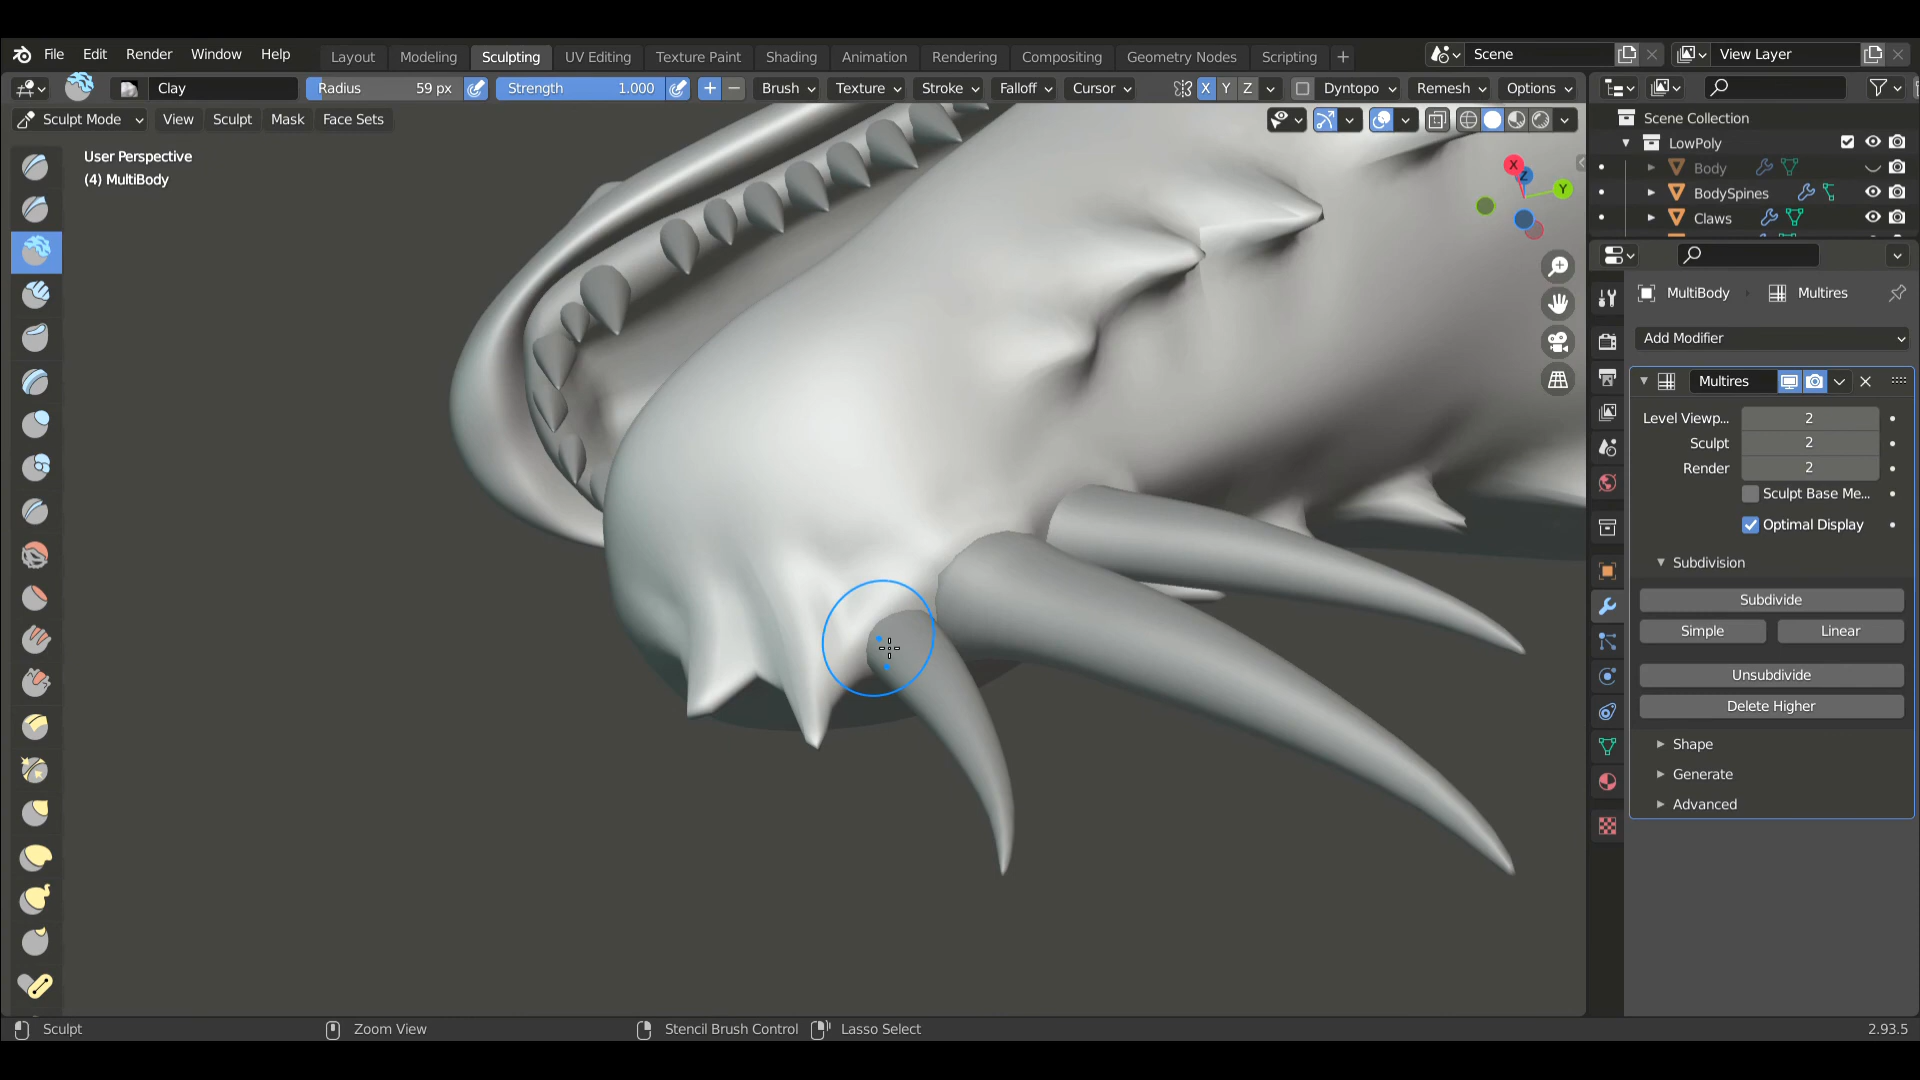 File Edit Render Window Help Layout Modeling Sculpting UV Editing Texture Paint Shading Animation Rendering Compositing Geometry Nodes Scripting + Scene View Layer
Clay Radius 59 px Strength 1.000 + − Brush Texture Stroke Falloff Cursor X Y Z Dyntopo Remesh Options
Sculpt Mode View Sculpt Mask Face Sets
Scene Collection
LowPoly
Body
BodySpines
Claws
User Perspective
(4) MultiBody
X
Z
Y
MultiBody Multires
Add Modifier
Multires
Level Viewp... 2
Sculpt 2
Render 2
Sculpt Base Me...
Optimal Display
Subdivision
Subdivide
Simple Linear
Unsubdivide
Delete Higher
Shape
Generate
Advanced
Sculpt Zoom View Stencil Brush Control Lasso Select 2.93.5